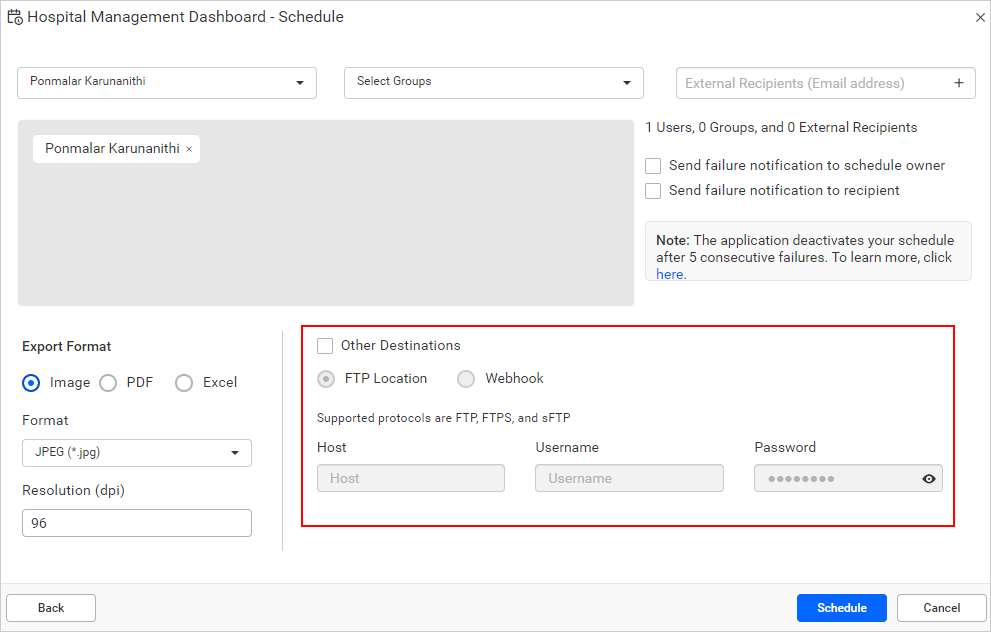 Hospital Management Dashboard - Schedule
Ponmalar Karunanithi
Select Groups
External Recipients (Email address)
Ponmalar Karunanithi ×
1 Users, 0 Groups, and 0 External Recipients
Send failure notification to schedule owner
Send failure notification to recipient
Note: The application deactivates your schedule
after 5 consecutive failures. To learn more, click
here.
Export Format
Image
PDF
Excel
Format
JPEG (*.jpg)
Resolution (dpi)
96
Other Destinations
FTP Location
Webhook
Supported protocols are FTP, FTPS, and sFTP
Host
Username
Password
Host
Username
Back
Schedule
Cancel